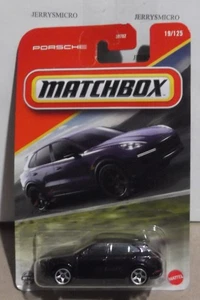 JERRYSMICRO
JERRYSMICRO
PORSCHE
19/125
MATCHBOX
MATTEL